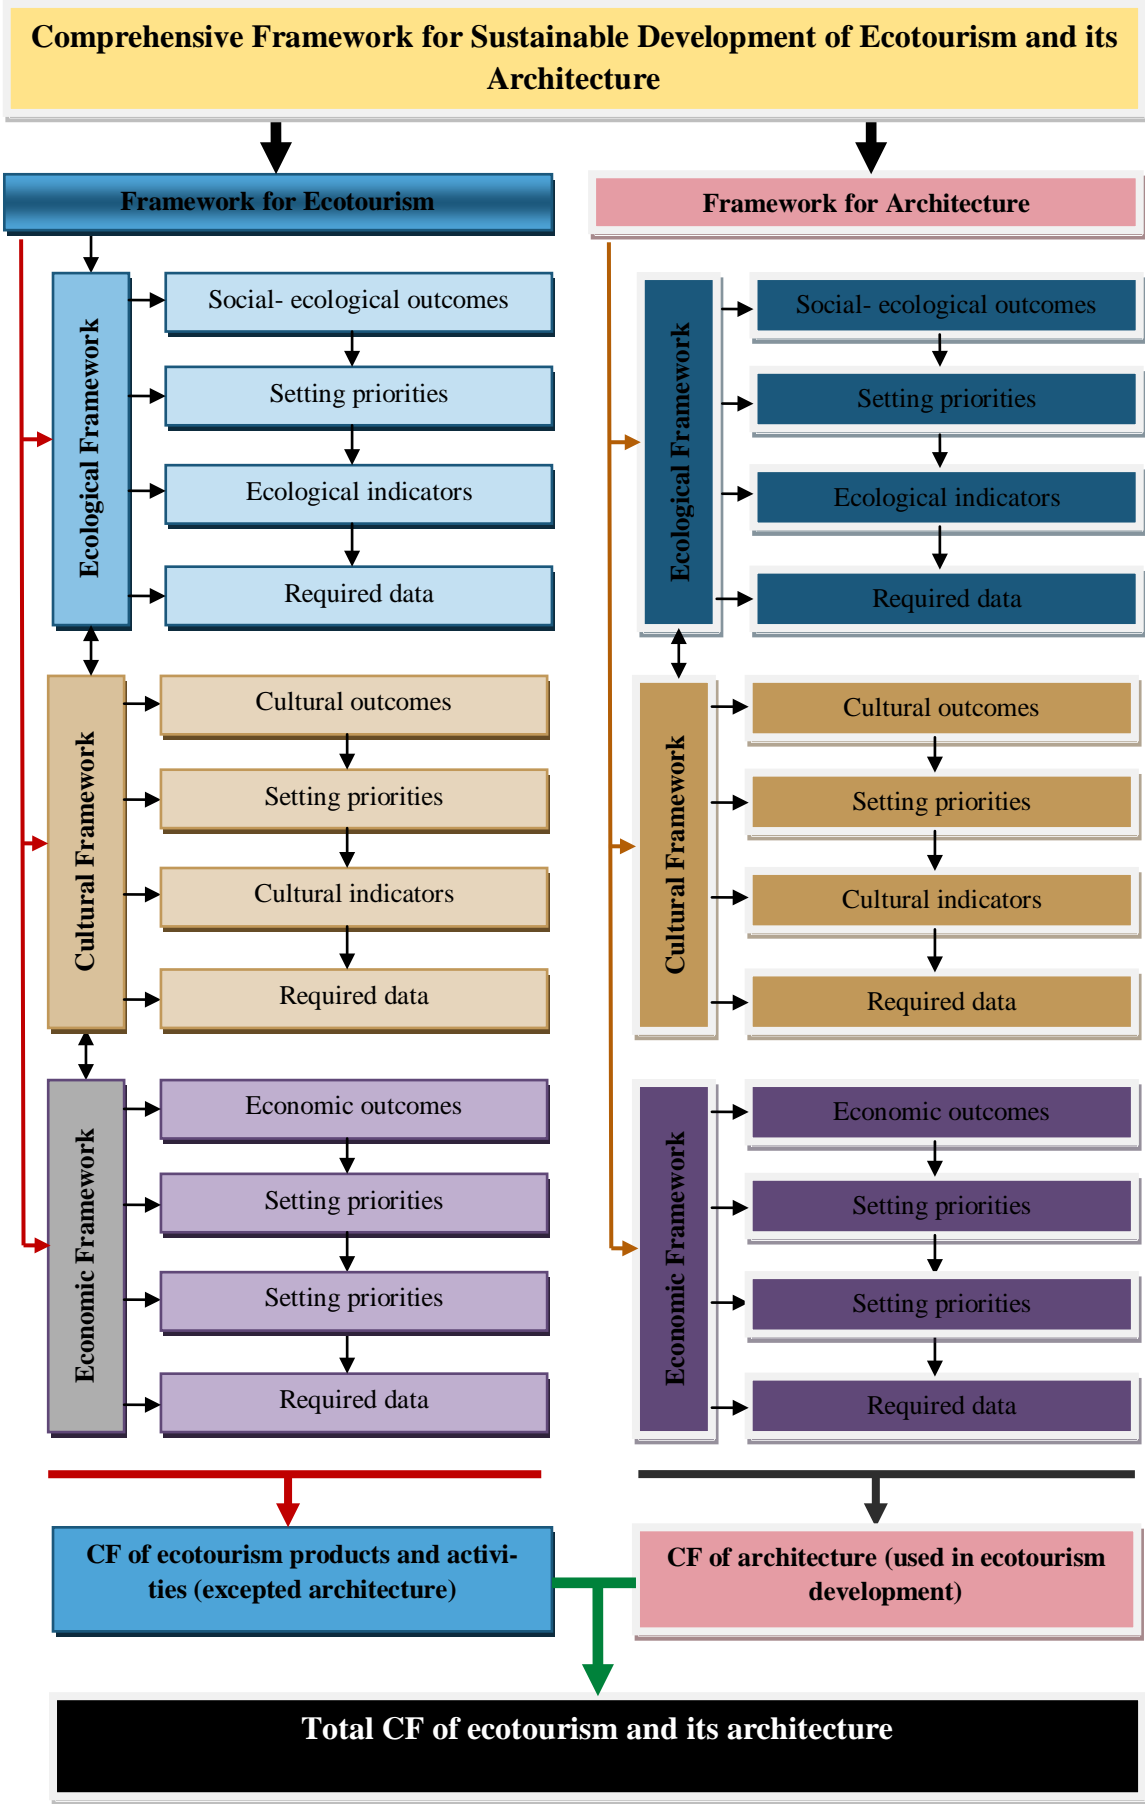 Comprehensive Framework for Sustainable Development of Ecotourism and its
Architecture
Framework for Ecotourism
Ecological Framework
Social- ecological outcomes
Setting priorities
Ecological indicators
Required data
Cultural Framework
Cultural outcomes
Setting priorities
Cultural indicators
Required data
Economic Framework
Economic outcomes
Setting priorities
Setting priorities
Required data
CF of ecotourism products and activi-
ties (excepted architecture)
Framework for Architecture
Ecological Framework
Social- ecological outcomes
Setting priorities
Ecological indicators
Required data
Cultural Framework
Cultural outcomes
Setting priorities
Cultural indicators
Required data
Economic Framework
Economic outcomes
Setting priorities
Setting priorities
Required data
CF of architecture (used in ecotourism
development)
Total CF of ecotourism and its architecture